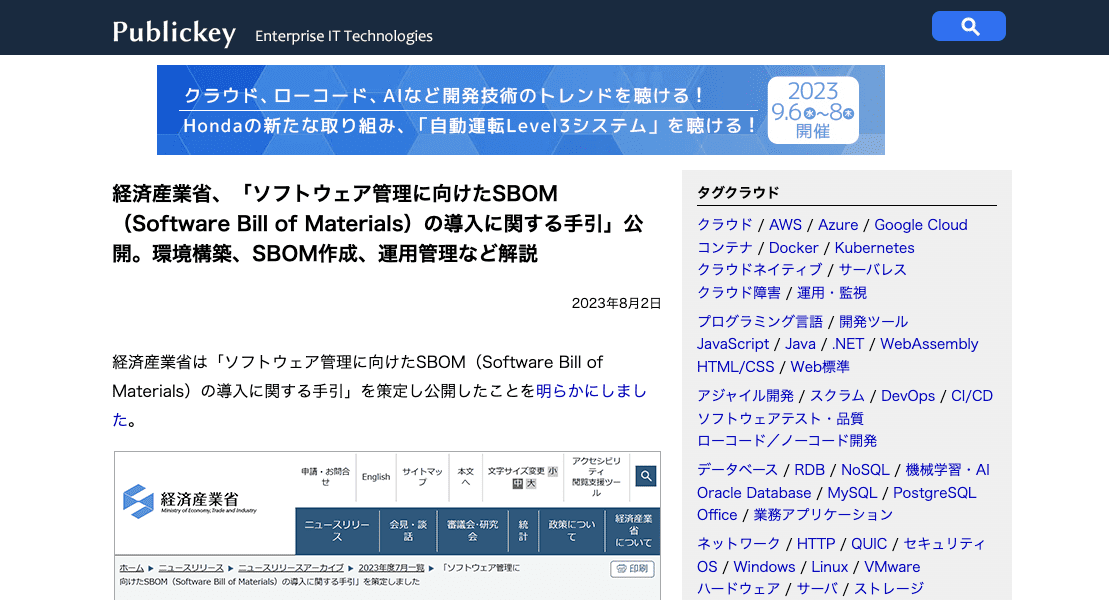 Publickey Enterprise IT Technologies
クラウド、ローコード、AIなど開発技術のトレンドを聴ける！
Hondaの新たな取り組み、「自動運転Level3システム」を聴ける！
2023
9.6水〜8木
開催
経済産業省、「ソフトウェア管理に向けたSBOM
（Software Bill of Materials）の導入に関する手引」公
開。環境構築、SBOM作成、運用管理など解説
2023年8月2日
経済産業省は「ソフトウェア管理に向けたSBOM（Software Bill of
Materials）の導入に関する手引」を策定し公開したことを明らかにしまし
た。
申請・お問合
せ
English
サイトマッ
プ
本文
へ
文字サイズ変更 小
中 大
アクセシビリ
ティ
閲覧支援ツー
ル
経済産業省
Ministry of Economy, Trade and Industry
ニュースリリー
ス
会見・談
話
審議会・研究
会
統
計
政策につい
て
経済産業
省
について
ホーム ▶ ニュースリリース ▶ ニュースリリースアーカイブ ▶ 2023年度7月一覧 ▶ 「ソフトウェア管理に
向けたSBOM（Software Bill of Materials）の導入に関する手引」を策定しました
印刷
タグクラウド
クラウド / AWS / Azure / Google Cloud
コンテナ / Docker / Kubernetes
クラウドネイティブ / サーバレス
クラウド障害 / 運用・監視
プログラミング言語 / 開発ツール
JavaScript / Java / .NET / WebAssembly
HTML/CSS / Web標準
アジャイル開発 / スクラム / DevOps / CI/CD
ソフトウェアテスト・品質
ローコード／ノーコード開発
データベース / RDB / NoSQL / 機械学習・AI
Oracle Database / MySQL / PostgreSQL
Office / 業務アプリケーション
ネットワーク / HTTP / QUIC / セキュリティ
OS / Windows / Linux / VMware
ハードウェア / サーバ / ストレージ